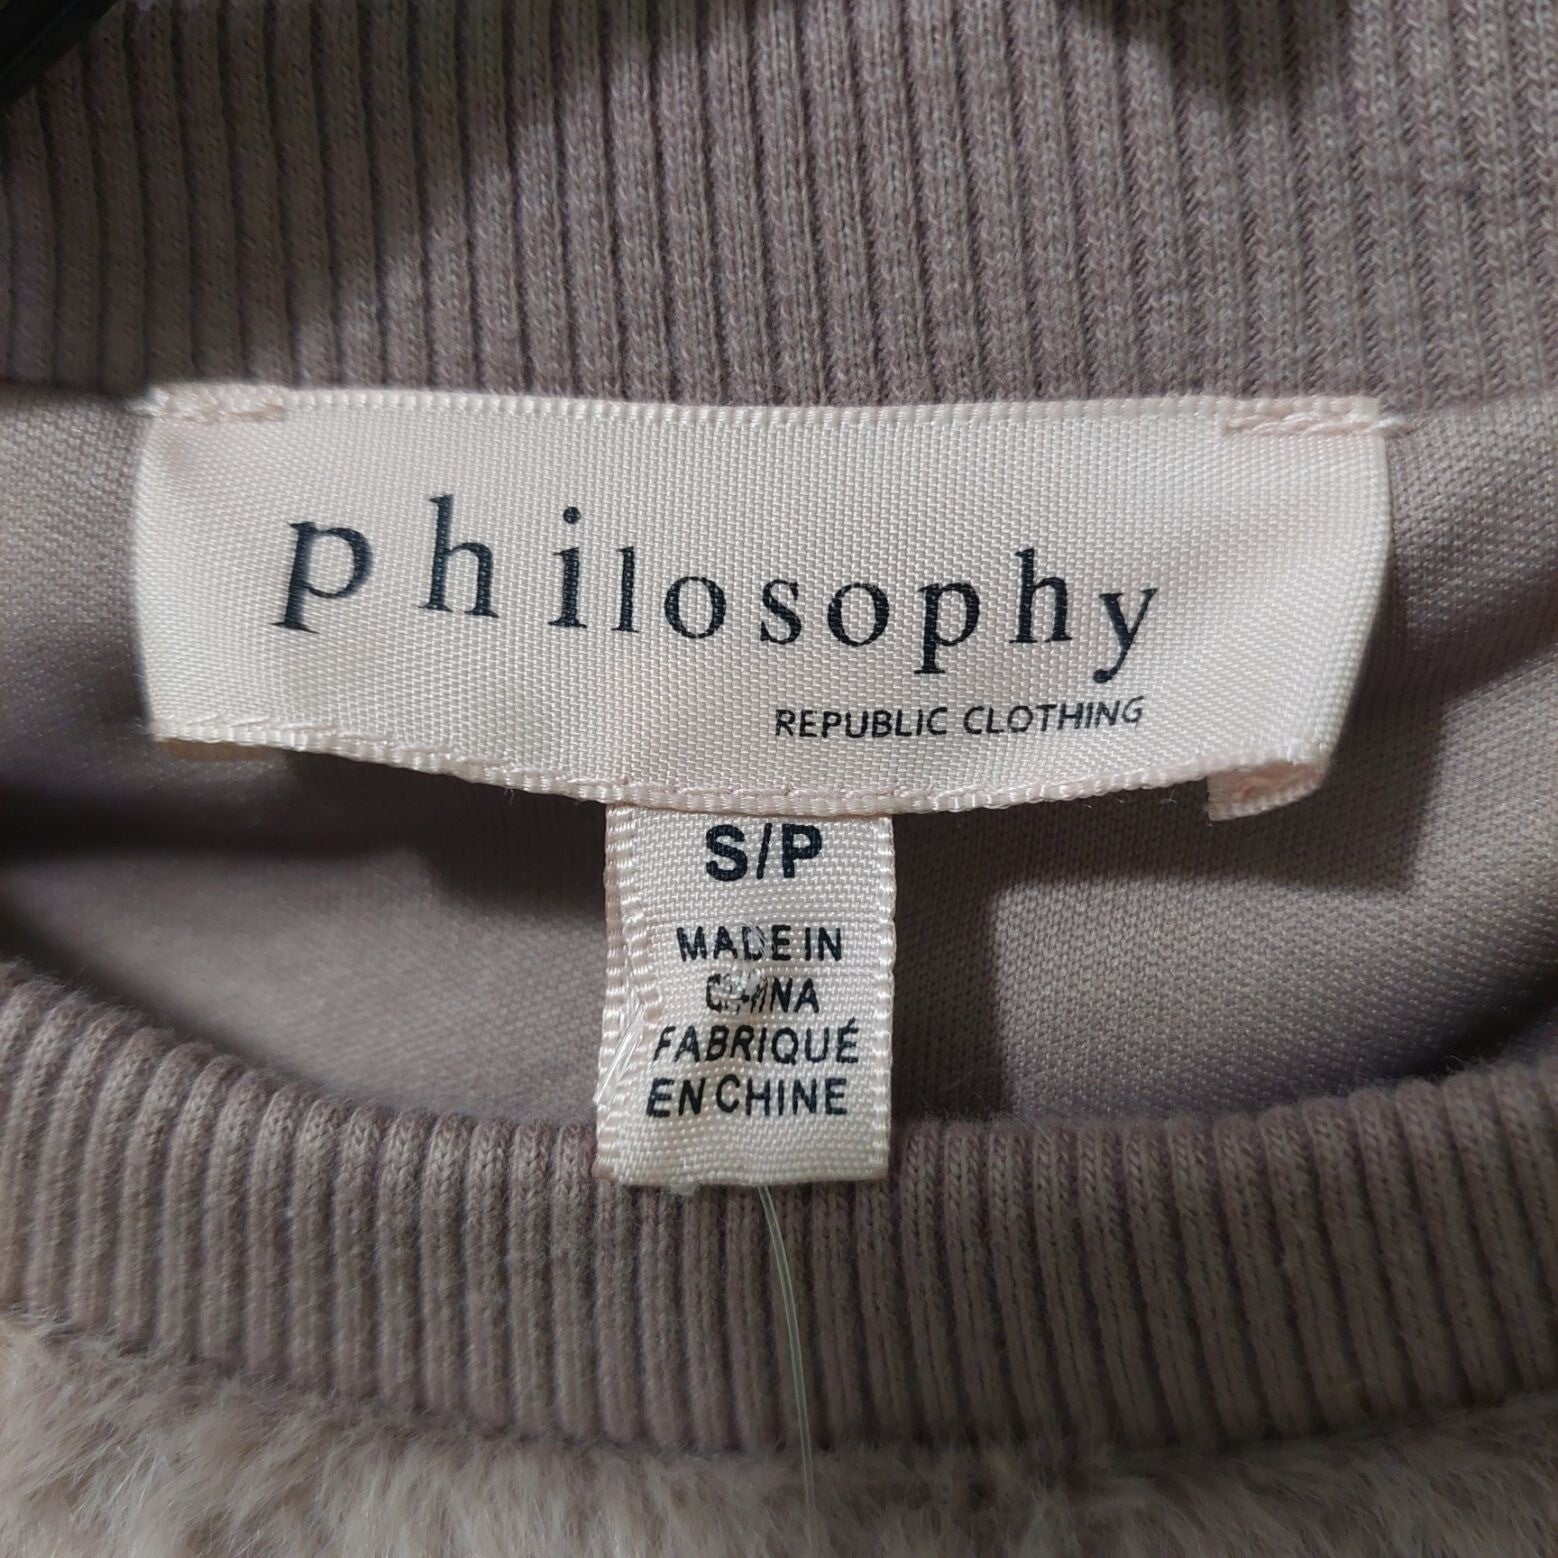 philosophy
REPUBLIC CLOTHING
S/P
MADE IN
CHINA
FABRIQUÉ
EN CHINE